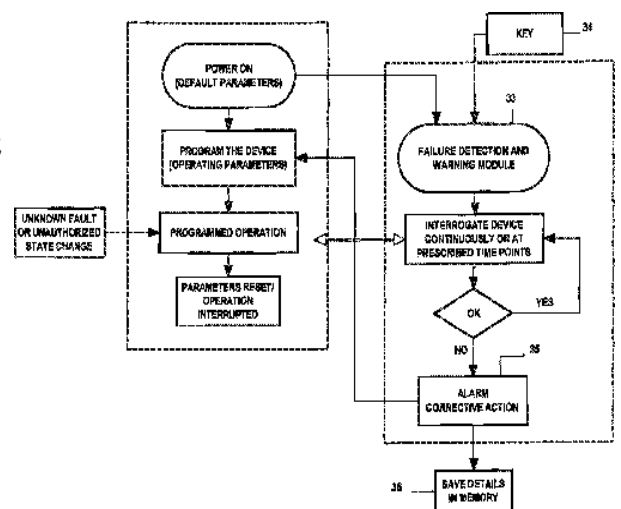 KEY
34
POWER ON
(DEFAULT PARAMETERS)
33
FAILURE DETECTION AND
WARNING MODULE
PROGRAM THE DEVICE
(OPERATING PARAMETERS)
UNKNOWN FAULT
OR UNAUTHORIZED
STATE CHANGE
PROGRAMMED OPERATION
INTERROGATE DEVICE
CONTINUOUSLY OR AT
PRESCRIBED TIME POINTS
PARAMETERS RESET/
OPERATION
INTERRUPTED
OK
YES
NO
35
ALARM
CORRECTIVE ACTION
36
SAVE DETAILS
IN MEMORY